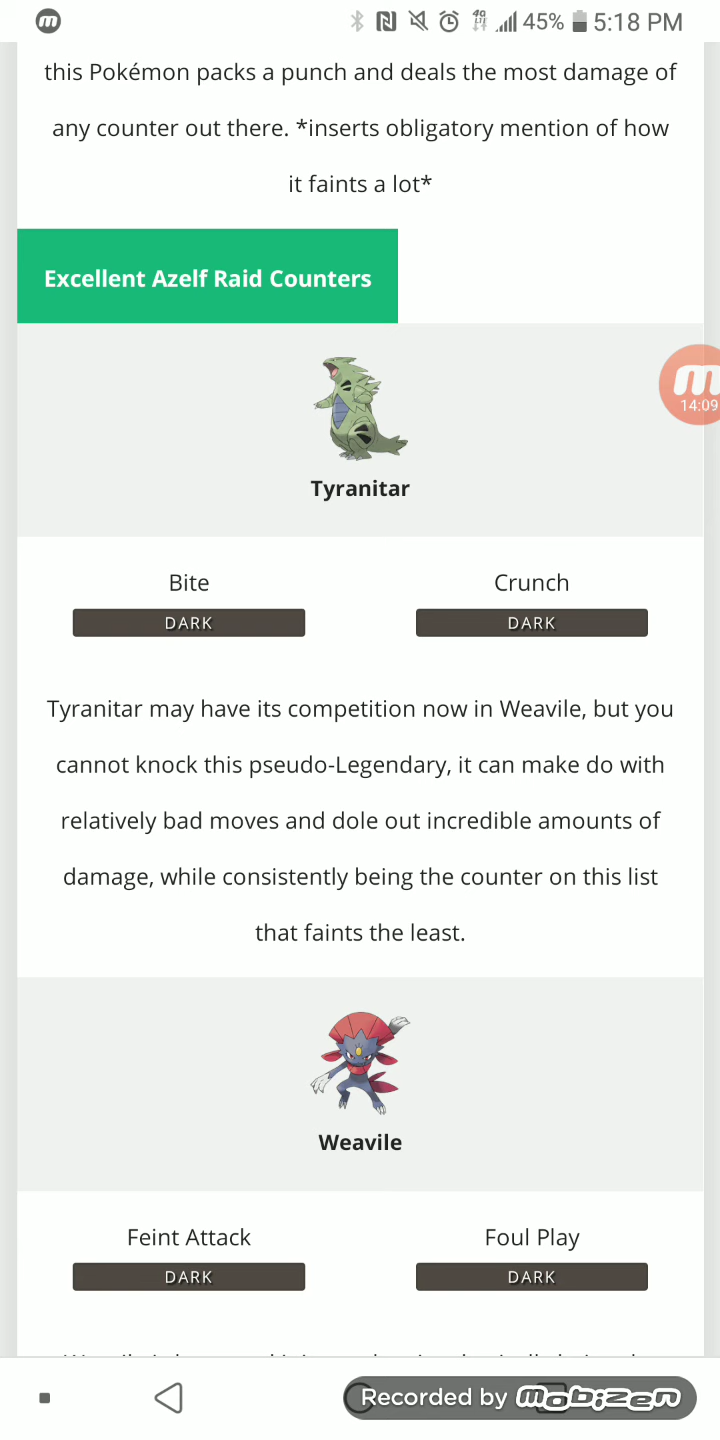 45% 5:18 PM
this Pokémon packs a punch and deals the most damage of
any counter out there. *inserts obligatory mention of how
it faints a lot*
Excellent Azelf Raid Counters
14:09
Tyranitar
Bite Crunch
DARK DARK
Tyranitar may have its competition now in Weavile, but you
cannot knock this pseudo-Legendary, it can make do with
relatively bad moves and dole out incredible amounts of
damage, while consistently being the counter on this list
that faints the least.
Weavile
Feint Attack Foul Play
DARK DARK
Recorded by mobizen